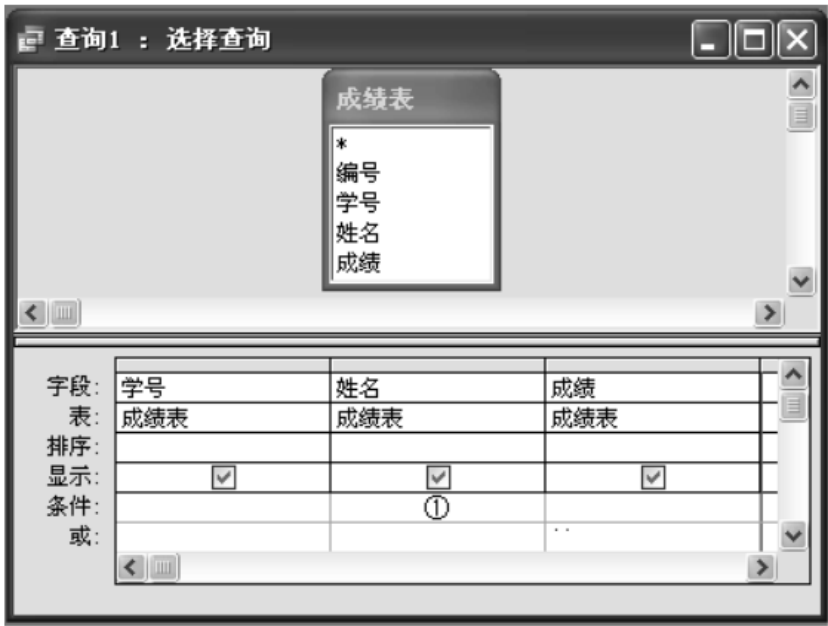 查询1 : 选择查询
成绩表
*
编号
学号
姓名
成绩
字段: 学号 姓名 成绩
表: 成绩表 成绩表 成绩表
排序:
显示:
条件: ①
或: